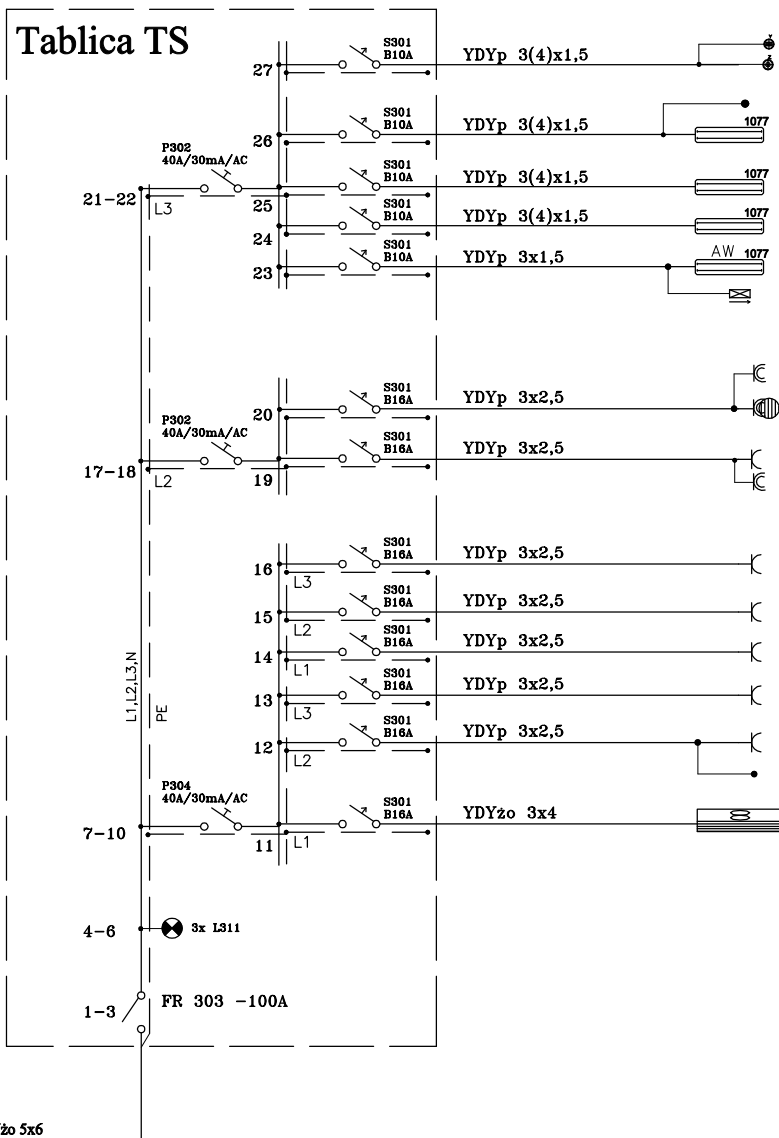 Tablica TS
27
S301
B10A
YDYp 3(4)x1,5
26
S301
B10A
YDYp 3(4)x1,5
1077
P302
40A/30mA/AC
21-22
L3
25
S301
B10A
YDYp 3(4)x1,5
1077
24
S301
B10A
YDYp 3(4)x1,5
1077
23
S301
B10A
YDYp 3x1,5
AW 1077
20
S301
B16A
YDYp 3x2,5
P302
40A/30mA/AC
17-18
L2
19
S301
B16A
YDYp 3x2,5
16
L3
S301
B16A
YDYp 3x2,5
15
L2
S301
B16A
YDYp 3x2,5
14
L1
S301
B16A
YDYp 3x2,5
13
L3
S301
B16A
YDYp 3x2,5
12
L2
S301
B16A
YDYp 3x2,5
L1,L2,L3,N
PE
P304
40A/30mA/AC
7-10
11
L1
S301
B16A
YDYżo 3x4
4-6
3x L311
1-3
FR 303 -100A
żo 5x6